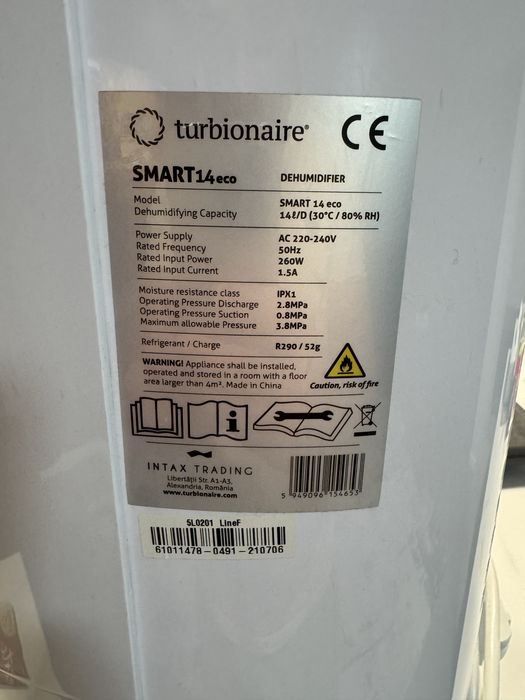 turbionaire® CE
SMART14eco DEHUMIDIFIER
Model SMART 14 eco
Dehumidifying Capacity 14ℓ/D (30°C / 80% RH)
Power Supply AC 220-240V
Rated Frequency 50Hz
Rated Input Power 260W
Rated Input Current 1.5A
Moisture resistance class IPX1
Operating Pressure Discharge 2.8MPa
Operating Pressure Suction 0.8MPa
Maximum allowable Pressure 3.8MPa
Refrigerant / Charge R290 / 52g
WARNING! Appliance shall be installed,
operated and stored in a room with a floor
area larger than 4m². Made in China
Caution, risk of fire
INTAX TRADING
Libertății Str. A1-A3,
Alexandria, România
www.turbionaire.com
5 949096 154653
5L0201 LineF
61011478-0491-210706